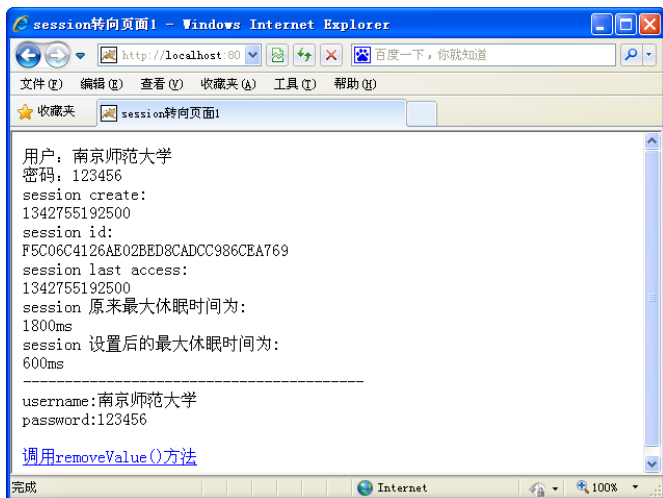 session转向页面1 - Windows Internet Explorer
http://localhost:80
百度一下，你就知道
文件(F) 编辑(E) 查看(V) 收藏夹(A) 工具(T) 帮助(H)
收藏夹 session转向页面1
用户：南京师范大学
密码：123456
session create:
1342755192500
session id:
F5C06C4126AE02BED8CADCC986CEA769
session last access:
1342755192500
session 原来最大休眠时间为:
1800ms
session 设置后的最大休眠时间为:
600ms
-----------------------------------------
username:南京师范大学
password:123456
调用removeValue()方法
完成 Internet 100%